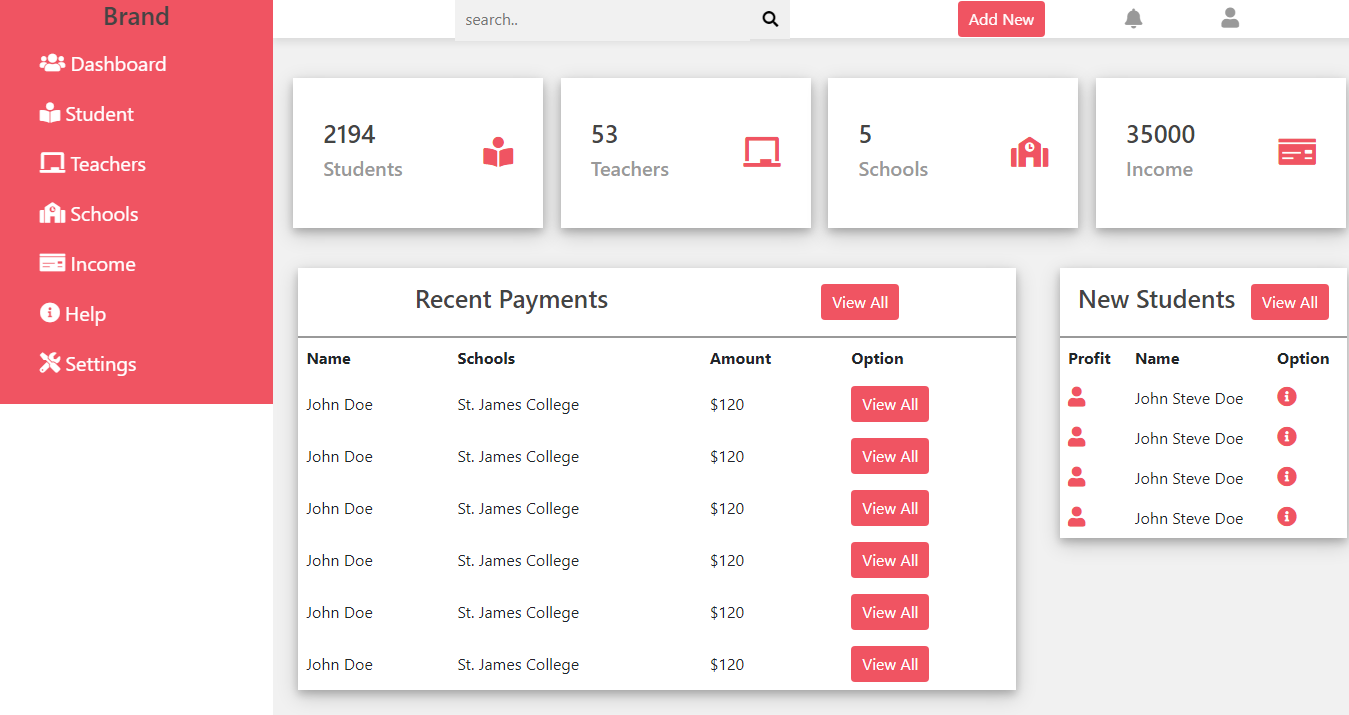 Brand
Dashboard
Student
Teachers
Schools
Income
Help
Settings
search..
Add New
2194
Students
53
Teachers
5
Schools
35000
Income
Recent Payments View All
Name Schools Amount Option
John Doe St. James College $120 View All
John Doe St. James College $120 View All
John Doe St. James College $120 View All
John Doe St. James College $120 View All
John Doe St. James College $120 View All
John Doe St. James College $120 View All
New Students View All
Profit Name Option
John Steve Doe
John Steve Doe
John Steve Doe
John Steve Doe